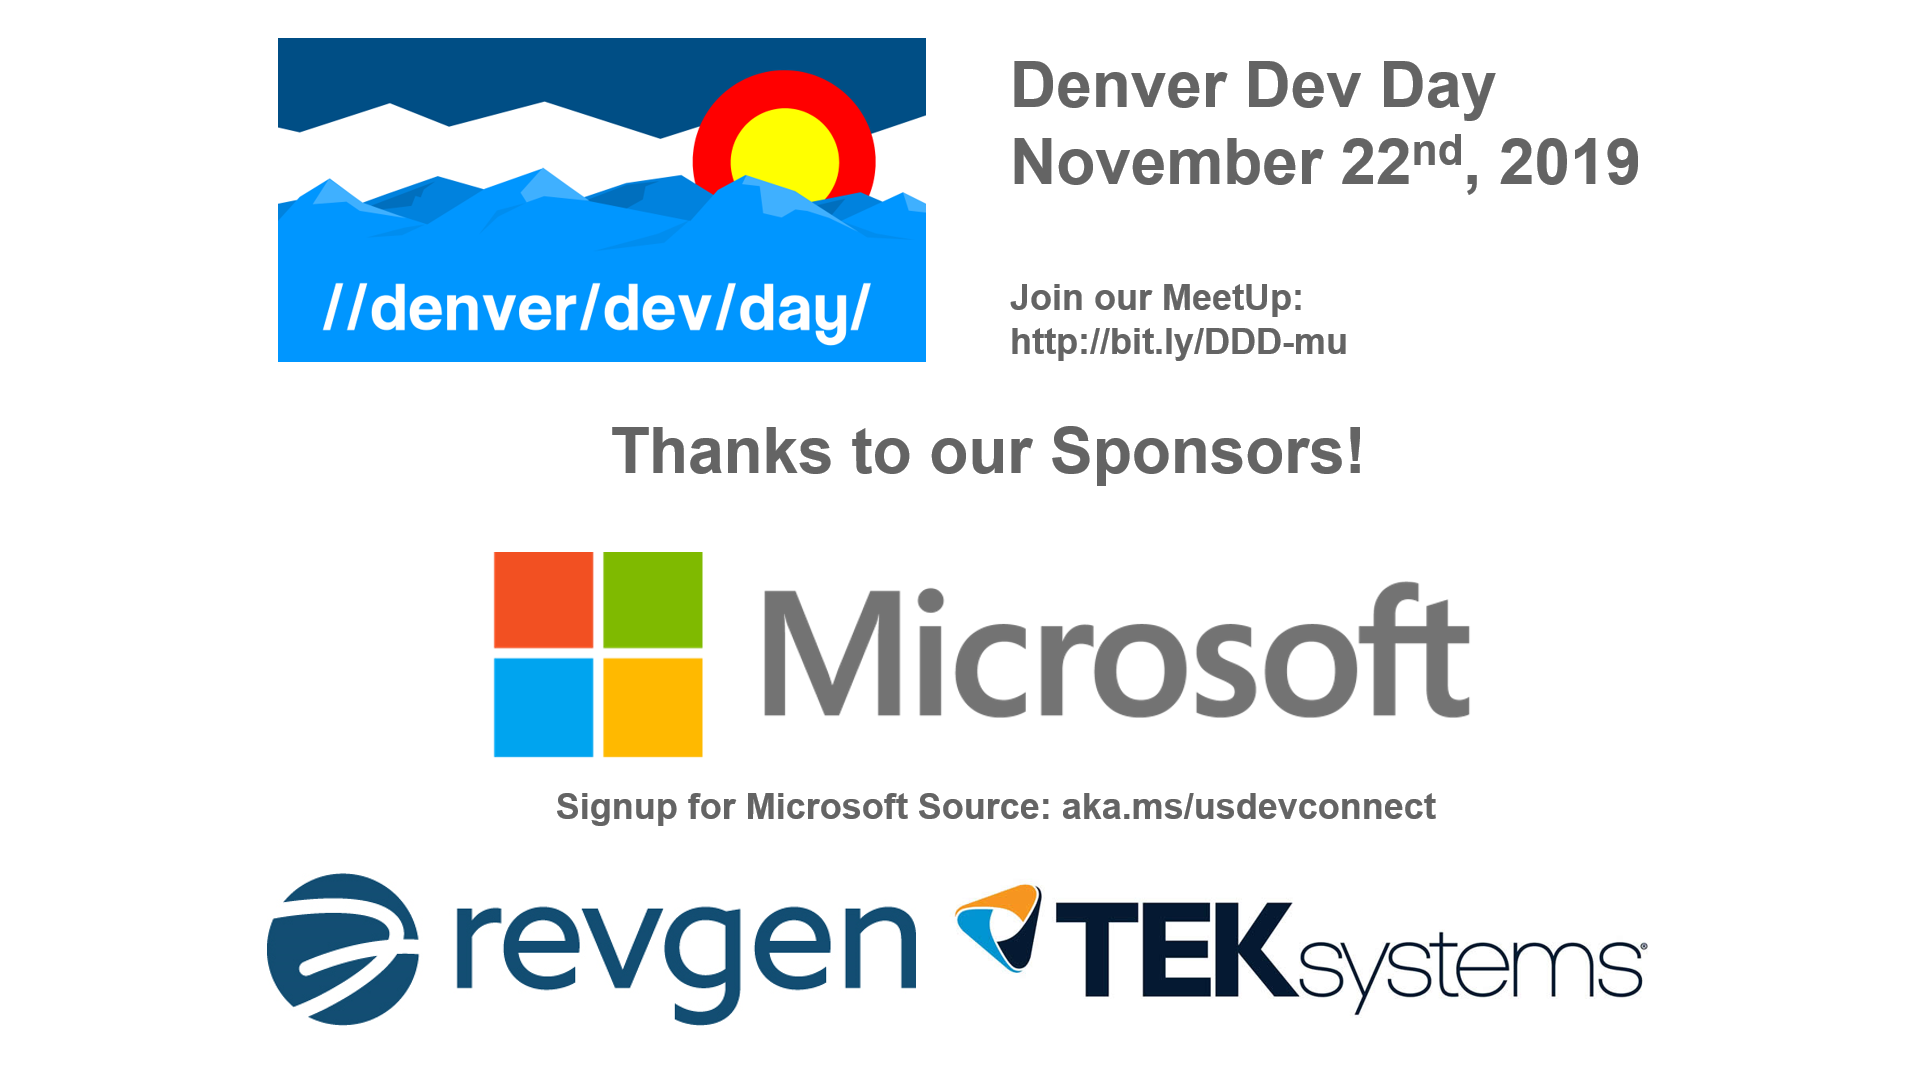 //denver/dev/day/
Denver Dev Day
November 22nd, 2019
Join our MeetUp:
http://bit.ly/DDD-mu
Thanks to our Sponsors!
Microsoft
Signup for Microsoft Source: aka.ms/usdevconnect
revgen
TEKsystems®